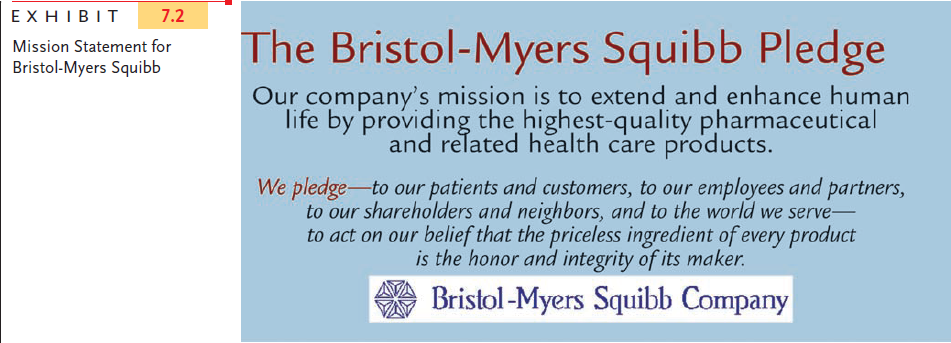 EXHIBIT 7.2
Mission Statement for
Bristol-Myers Squibb
The Bristol-Myers Squibb Pledge
Our company's mission is to extend and enhance human
life by providing the highest-quality pharmaceutical
and related health care products.
We pledge—to our patients and customers, to our employees and partners,
to our shareholders and neighbors, and to the world we serve—
to act on our belief that the priceless ingredient of every product
is the honor and integrity of its maker.
Bristol-Myers Squibb Company